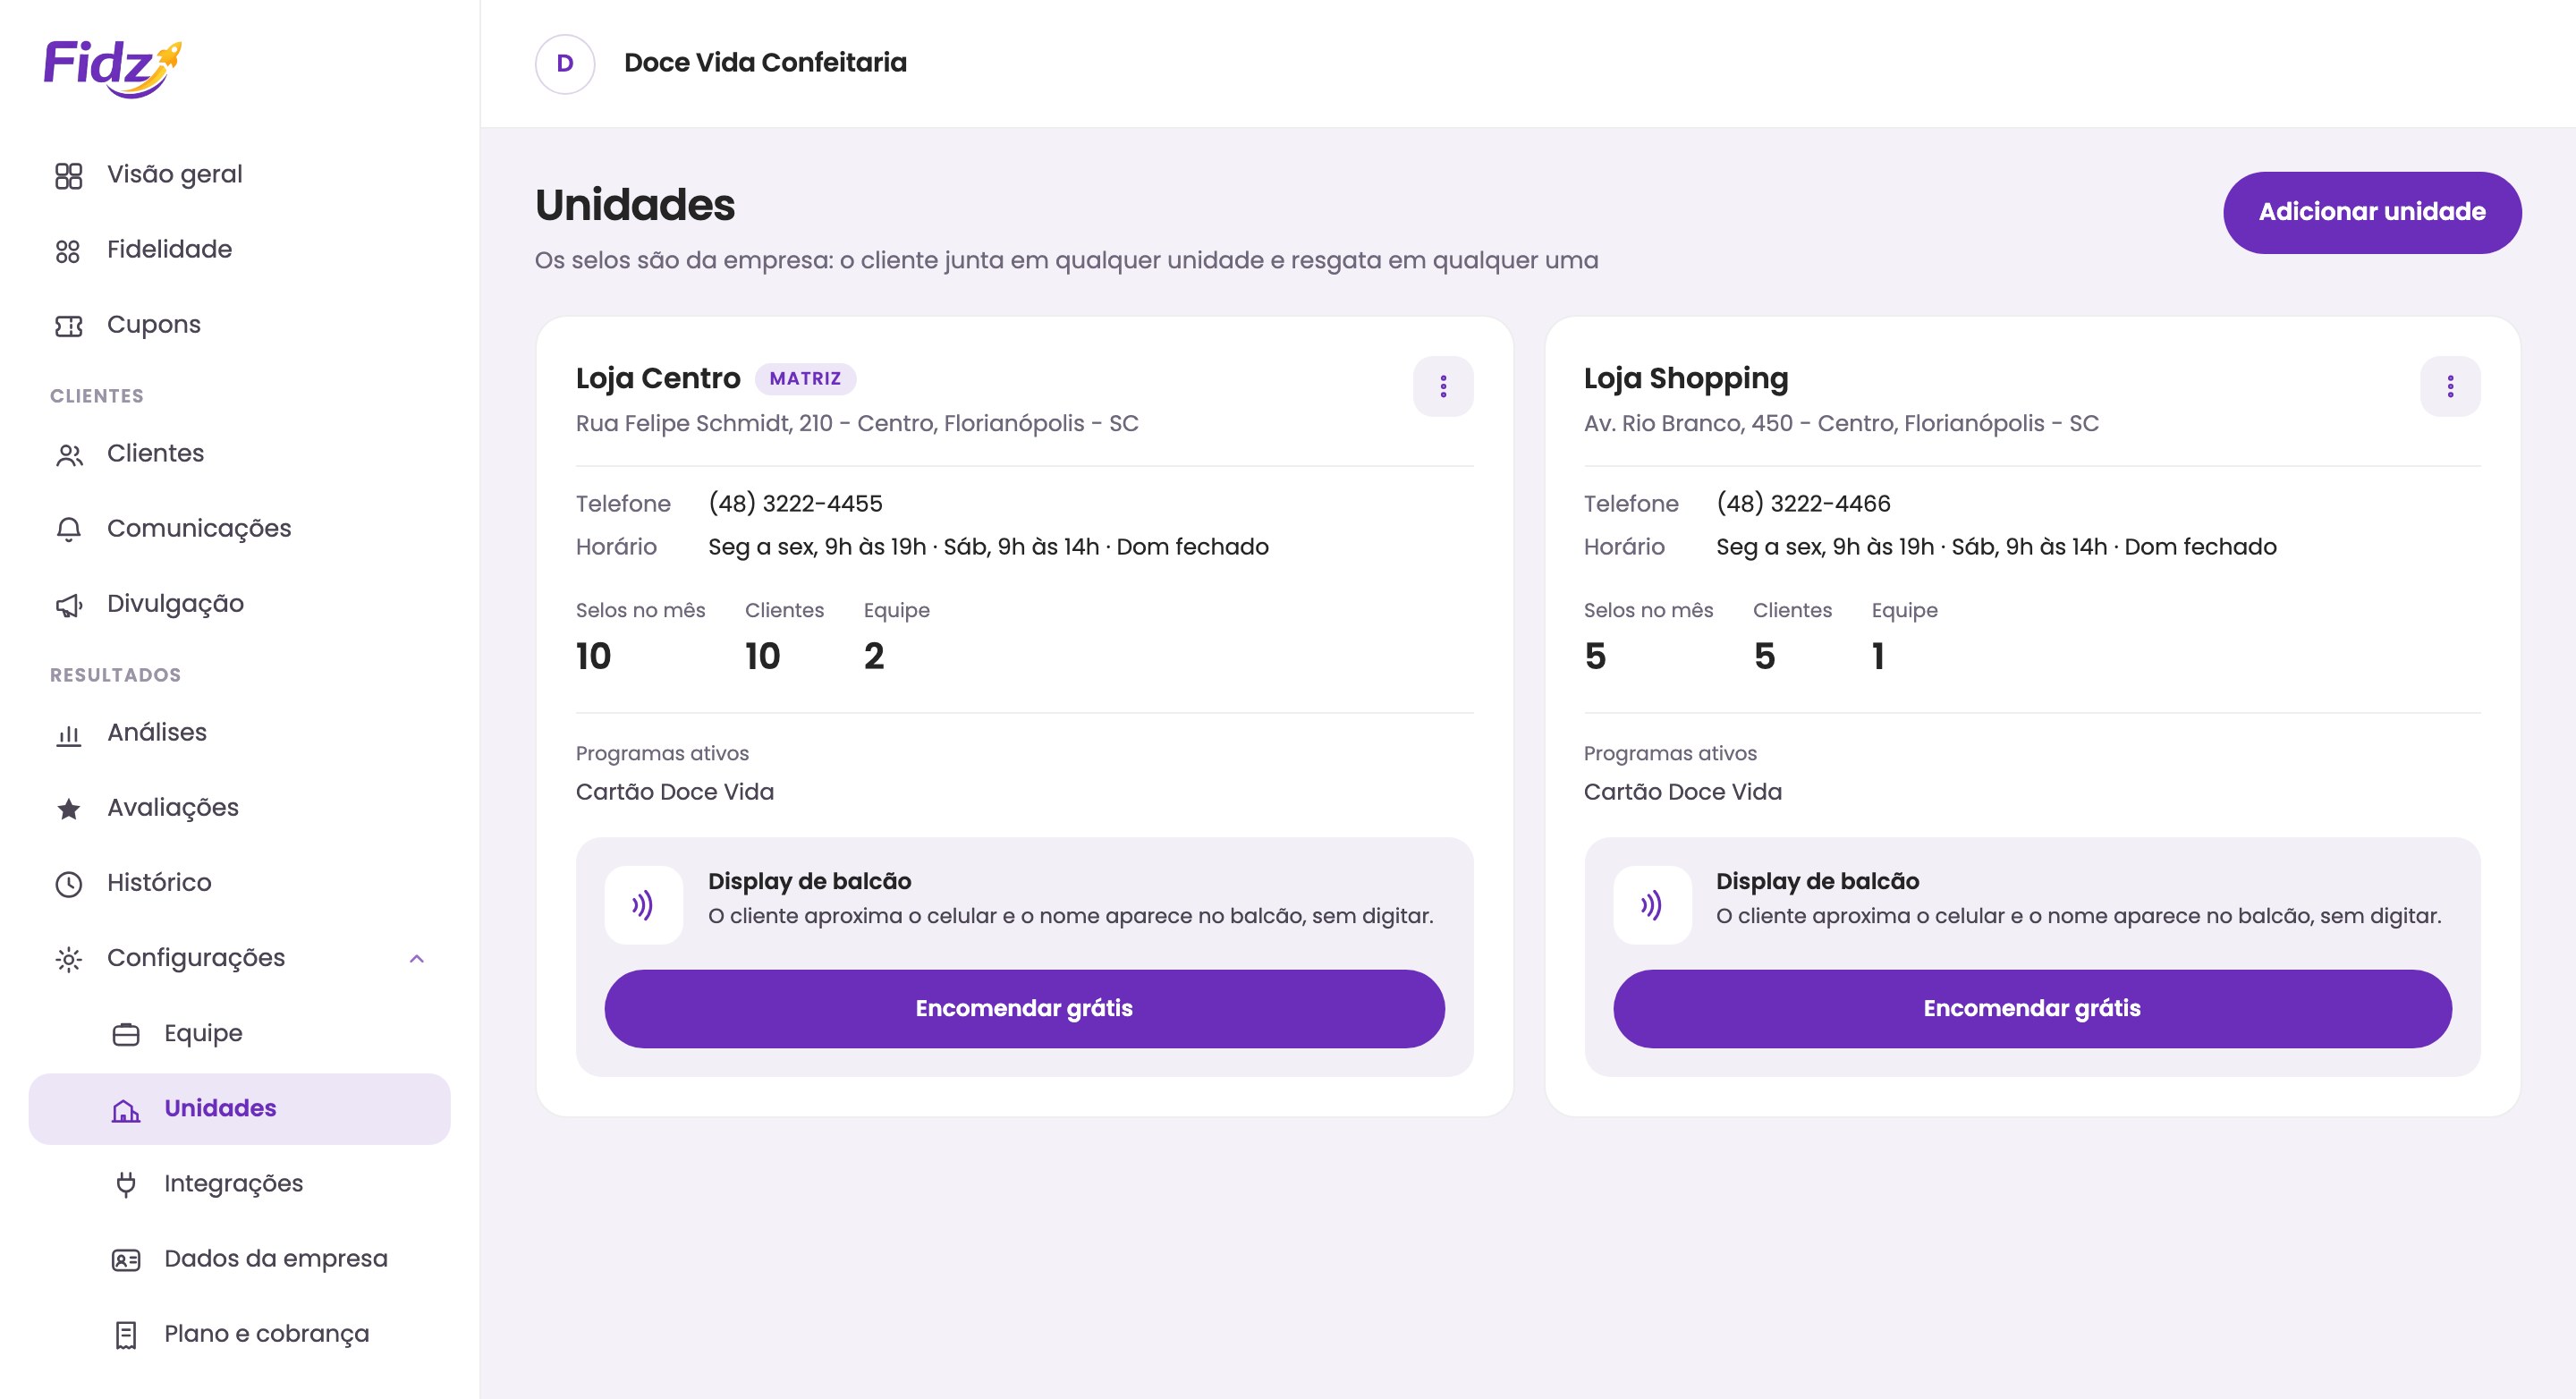 Fidz
Visão geral
Fidelidade
Cupons
CLIENTES
Clientes
Comunicações
Divulgação
RESULTADOS
Análises
Avaliações
Histórico
Configurações
Equipe
Unidades
Integrações
Dados da empresa
Plano e cobrança
D
Doce Vida Confeitaria
Unidades
Adicionar unidade
Os selos são da empresa: o cliente junta em qualquer unidade e resgata em qualquer uma
Loja Centro MATRIZ
Rua Felipe Schmidt, 210 - Centro, Florianópolis - SC
Telefone (48) 3222-4455
Horário Seg a sex, 9h às 19h · Sáb, 9h às 14h · Dom fechado
Selos no mês Clientes Equipe
10 10 2
Programas ativos
Cartão Doce Vida
Display de balcão
O cliente aproxima o celular e o nome aparece no balcão, sem digitar.
Encomendar grátis
Loja Shopping
Av. Rio Branco, 450 - Centro, Florianópolis - SC
Telefone (48) 3222-4466
Horário Seg a sex, 9h às 19h · Sáb, 9h às 14h · Dom fechado
Selos no mês Clientes Equipe
5 5 1
Programas ativos
Cartão Doce Vida
Display de balcão
O cliente aproxima o celular e o nome aparece no balcão, sem digitar.
Encomendar grátis